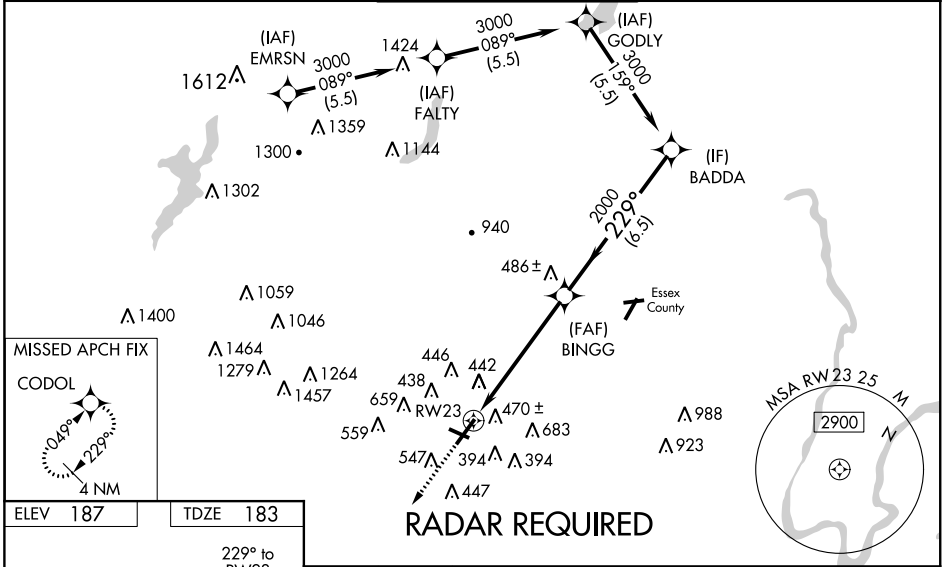 (IAF)
EMRSN
3000
089°
(5.5)
1424
(IAF)
FALTY
3000
089°
(5.5)
(IAF)
GODLY
3000
159°
(5.5)
1612
1359
1300
1144
1302
(IF)
BADDA
2000
229°
(6.5)
940
486±
Essex
County
(FAF)
BINGG
1059
1400
1046
1464
1279
1264
1457
446
442
438
659
RW23
470±
683
559
547
394
394
447
988
923
MISSED APCH FIX
CODOL
049°
229°
4 NM
MSA RW23 25 NM
2900
RADAR REQUIRED
ELEV 187
TDZE 183
229° to